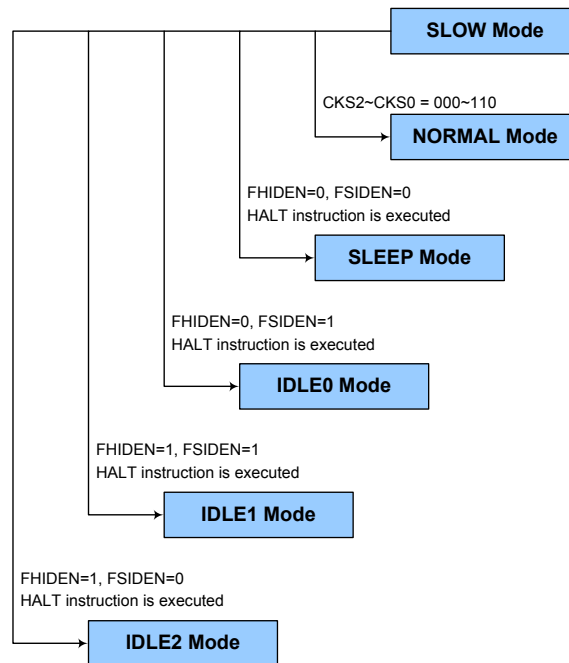 SLOW Mode
CKS2~CKS0 = 000~110
NORMAL Mode
FHIDEN=0, FSIDEN=0
HALT instruction is executed
SLEEP Mode
FHIDEN=0, FSIDEN=1
HALT instruction is executed
IDLE0 Mode
FHIDEN=1, FSIDEN=1
HALT instruction is executed
IDLE1 Mode
FHIDEN=1, FSIDEN=0
HALT instruction is executed
IDLE2 Mode